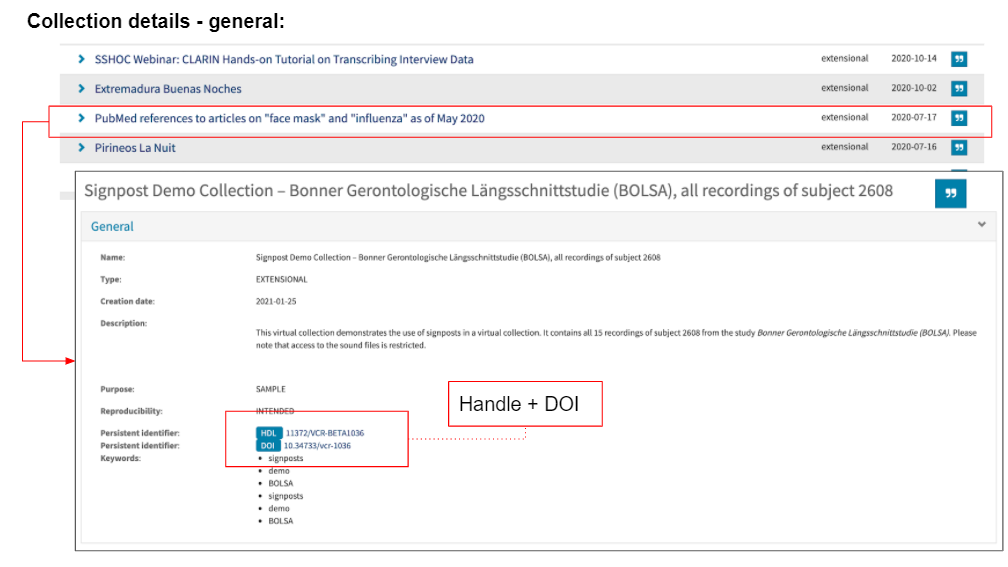 Collection details - general:
SSHOC Webinar: CLARIN Hands-on Tutorial on Transcribing Interview Data extensional 2020-10-14
Extremadura Buenas Noches extensional 2020-10-02
PubMed references to articles on "face mask" and "influenza" as of May 2020 extensional 2020-07-17
Pirineos La Nuit extensional 2020-07-16
Signpost Demo Collection – Bonner Gerontologische Längsschnittstudie (BOLSA), all recordings of subject 2608
General
Name: Signpost Demo Collection – Bonner Gerontologische Längsschnittstudie (BOLSA), all recordings of subject 2608
Type: EXTENSIONAL
Creation date: 2021-01-25
Description:
This virtual collection demonstrates the use of signposts in a virtual collection. It contains all 15 recordings of subject 2608 from the study Bonner Gerontologische Längsschnittstudie (BOLSA). Please
note that access to the sound files is restricted.
Purpose: SAMPLE
Handle + DOI
Reproducibility: INTENDED
Persistent identifier: HDL 11372/VCR-BETA1036
Persistent identifier: DOI 10.34733/vcr-1036
Keywords: • signposts
• demo
• BOLSA
• signposts
• demo
• BOLSA